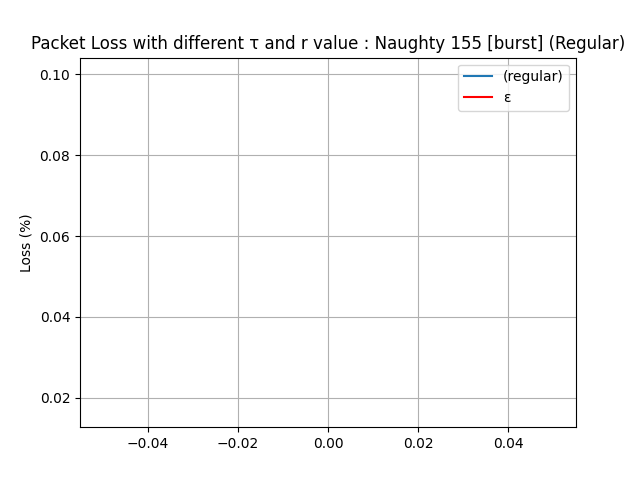 Packet Loss with different τ and r value : Naughty 155 [burst] (Regular)
(regular)
ε
Loss (%)
0.10
0.08
0.06
0.04
0.02
−0.04
−0.02
0.00
0.02
0.04